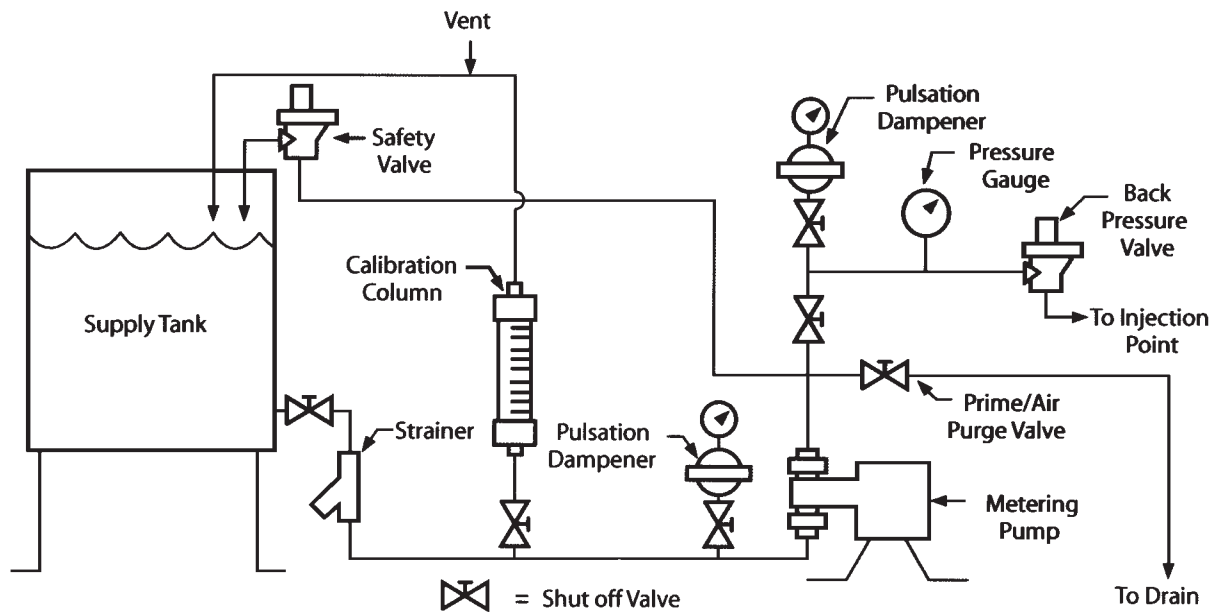 Vent
Pulsation
Dampener
Safety
Valve
Pressure
Gauge
Back
Pressure
Valve
Calibration
Column
Supply Tank
To Injection
Point
Strainer
Pulsation
Dampener
Prime/Air
Purge Valve
Metering
Pump
= Shut off Valve
To Drain